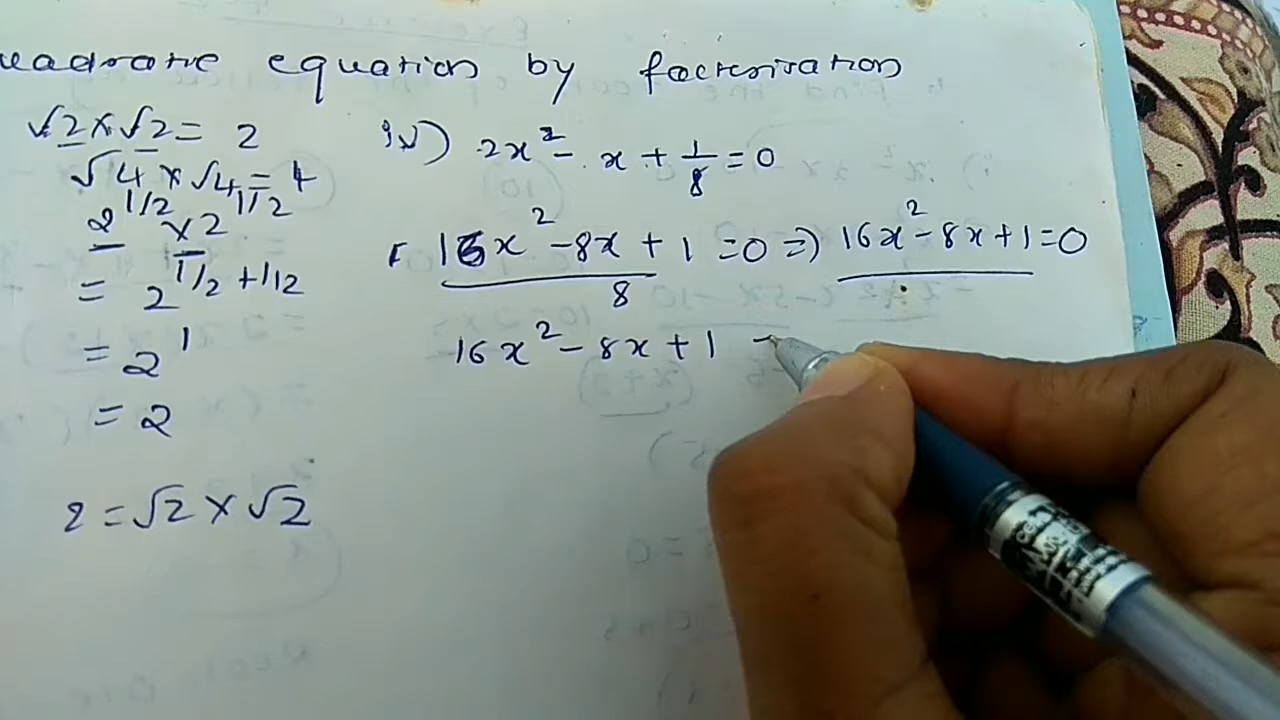 uadratic equation by factorisation
√2 × √2 = 2
√4 × √4 = 4
2^1/2 × 2^1/2
= 2^1/2 + 1/2
= 2^1
= 2
2 = √2 × √2
iv) 2x² - x + 1/8 = 0
16x² - 8x + 1 = 0 ⇒ 16x² - 8x + 1 = 0
8
16x² - 8x + 1